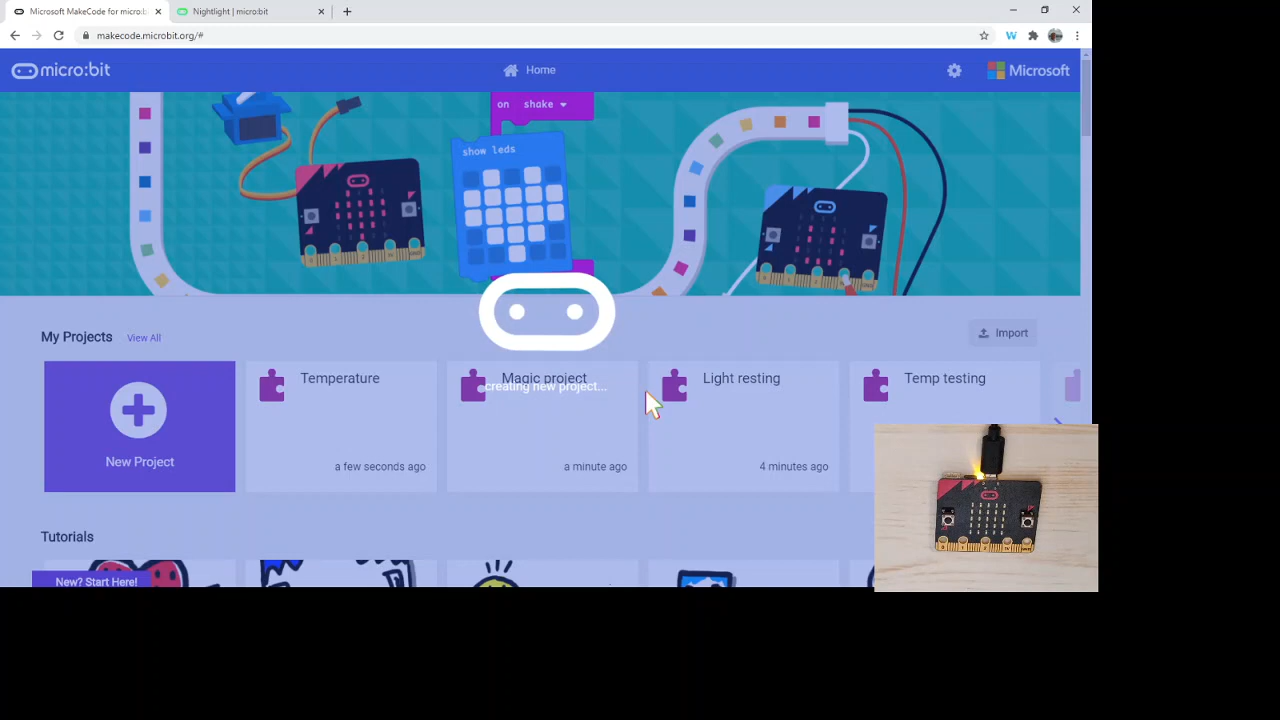 Microsoft MakeCode for micro:b
Nightlight | micro:bit
makecode.microbit.org/#
micro:bit
Home
Microsoft
on shake
show leds
My Projects
View All
Import
New Project
Temperature
a few seconds ago
Magic project
creating new project...
a minute ago
Light resting
4 minutes ago
Temp testing
Tutorials
New? Start Here!